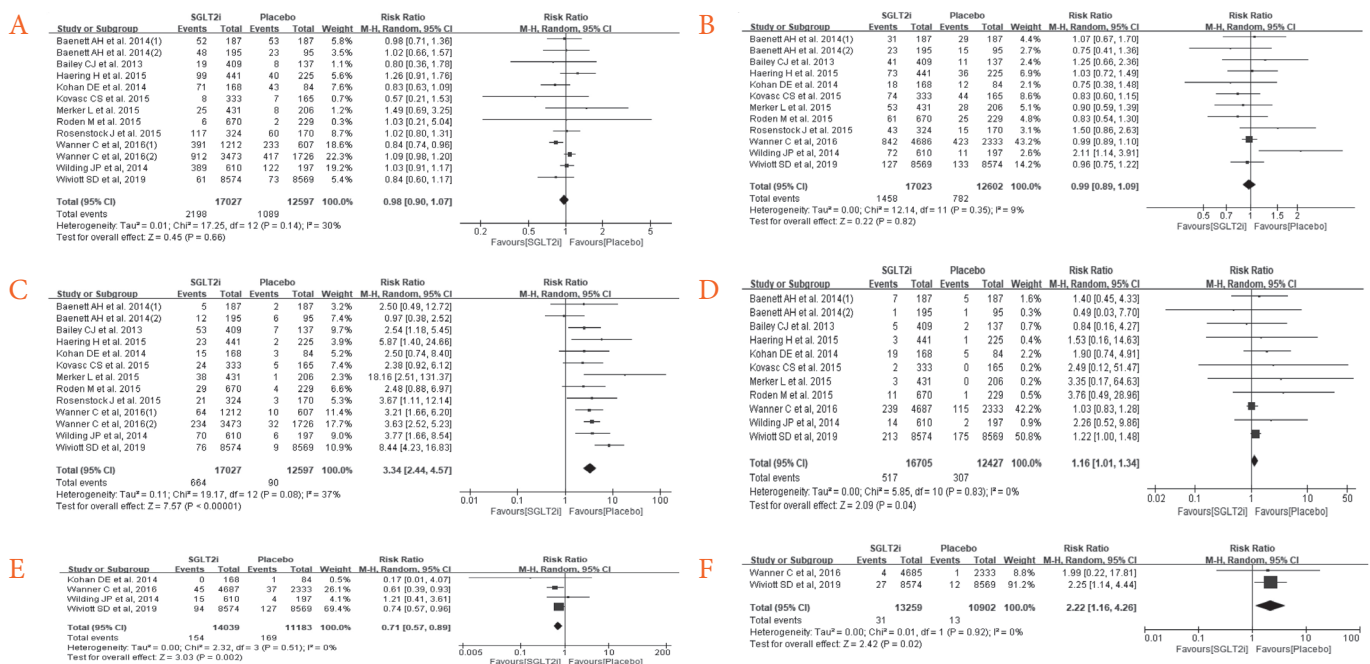 A
SGLT2i Placebo Risk Ratio Risk Ratio
Study or Subgroup Events Total Events Total Weight M-H, Random, 95% CI M-H, Random, 95% CI
Baenett AH et al. 2014(1) 52 187 53 187 5.8% 0.98 [0.71, 1.36]
Baenett AH et al. 2014(2) 48 195 23 95 4.2% 1.02 [0.66, 1.57]
Bailey CJ et al. 2013 19 409 8 137 1.4% 0.80 [0.36, 1.78]
Haering H et al. 2015 99 441 40 225 5.8% 1.26 [0.91, 1.76]
Kohan DE et al. 2014 71 168 43 84 8.2% 0.83 [0.63, 1.09]
Kovasc CS et al. 2015 8 333 7 165 0.8% 0.57 [0.21, 1.53]
Merker L et al. 2015 25 431 8 206 1.5% 1.49 [0.69, 3.25]
Roden M et al. 2015 6 670 2 229 0.3% 1.03 [0.21, 5.04]
Rosenstock J et al. 2015 117 324 60 170 9.0% 1.02 [0.80, 1.31]
Wanner C et al, 2016(1) 391 1212 233 607 16.1% 0.84 [0.74, 0.96]
Wanner C et al, 2016(2) 912 3473 417 1726 22.3% 1.09 [0.98, 1.20]
Wilding JP et al, 2014 389 610 122 197 19.2% 1.03 [0.91, 1.17]
Wiviott SD et al, 2019 61 8574 73 8569 5.4% 0.84 [0.60, 1.17]
Total (95% CI) 17027 12597 100.0% 0.98 [0.90, 1.07]
Total events 2198 1089
Heterogeneity: Tau² = 0.01; Chi² = 17.25, df = 12 (P = 0.14); I² = 30%
Test for overall effect: Z = 0.45 (P = 0.66)
0.2 0.5 1 2 5
Favours[SGLT2i] Favours[Placebo]
B
SGLT2i Placebo Risk Ratio Risk Ratio
Study or Subgroup Events Total Events Total Weight M-H, Random, 95% CI M-H, Random, 95% CI
Baenett AH et al. 2014(1) 31 187 29 187 4.4% 1.07 [0.67, 1.70]
Baenett AH et al. 2014(2) 23 195 15 95 2.6% 0.75 [0.41, 1.36]
Bailey CJ et al. 2013 41 409 11 137 2.4% 1.25 [0.66, 2.36]
Haering H et al. 2015 73 441 36 225 6.9% 1.03 [0.72, 1.49]
Kohan DE et al. 2014 18 168 12 84 2.1% 0.75 [0.38, 1.48]
Kovasc CS et al. 2015 74 333 44 165 8.5% 0.83 [0.60, 1.15]
Merker L et al. 2015 53 431 28 206 5.1% 0.90 [0.59, 1.39]
Roden M et al. 2015 61 670 25 229 4.9% 0.83 [0.54, 1.30]
Rosenstock J et al. 2015 43 324 15 170 3.1% 1.50 [0.86, 2.63]
Wanner C et al, 2016 842 4686 423 2333 43.2% 0.99 [0.89, 1.10]
Wilding JP et al, 2014 72 610 11 197 2.6% 2.11 [1.14, 3.91]
Wiviott SD et al, 2019 127 8569 133 8574 14.2% 0.96 [0.75, 1.22]
Total (95% CI) 17023 12602 100.0% 0.99 [0.89, 1.09]
Total events 1458 782
Heterogeneity: Tau² = 0.00; Chi² = 12.14, df = 11 (P = 0.35); I² = 9%
Test for overall effect: Z = 0.22 (P = 0.82)
0.5 0.7 1 1.5 2
Favours[SGLT2i] Favours[Placebo]
C
SGLT2i Placebo Risk Ratio Risk Ratio
Study or Subgroup Events Total Events Total Weight M-H, Random, 95% CI M-H, Random, 95% CI
Baenett AH et al. 2014(1) 5 187 2 187 3.2% 2.50 [0.49, 12.72]
Baenett AH et al. 2014(2) 12 195 6 95 7.4% 0.97 [0.38, 2.52]
Bailey CJ et al. 2013 53 409 7 137 9.7% 2.54 [1.18, 5.45]
Haering H et al. 2015 23 441 2 225 4.1% 5.87 [1.40, 24.66]
Kohan DE et al. 2014 15 168 3 84 5.2% 2.50 [0.74, 8.40]
Kovasc CS et al. 2015 24 333 5 165 7.6% 2.38 [0.92, 6.12]
Merker L et al. 2015 38 431 1 206 2.3% 18.16 [2.51, 131.37]
Roden M et al. 2015 29 670 4 229 6.5% 2.48 [0.88, 6.97]
Rosenstock J et al. 2015 21 324 3 170 5.0% 3.67 [1.11, 12.14]
Wanner C et al, 2016(1) 64 1212 10 607 11.4% 3.21 [1.66, 6.20]
Wanner C et al, 2016(2) 234 3473 32 1726 17.7% 3.63 [2.52, 5.23]
Wilding JP et al, 2014 70 610 6 197 9.1% 3.77 [1.66, 8.54]
Wiviott SD et al, 2019 76 8574 9 8569 10.9% 8.44 [4.23, 16.83]
Total (95% CI) 17027 12597 100.0% 3.34 [2.44, 4.57]
Total events 664 90
Heterogeneity: Tau² = 0.11; Chi² = 19.17, df = 12 (P = 0.08); I² = 37%
Test for overall effect: Z = 7.57 (P < 0.00001)
0.01 0.1 1 10 100
Favours[SGLT2i] Favours[Placebo]
D
SGLT2i Placebo Risk Ratio Risk Ratio
Study or Subgroup Events Total Events Total Weight M-H, Random, 95% CI M-H, Random, 95% CI
Baenett AH et al. 2014(1) 7 187 5 187 1.6% 1.40 [0.45, 4.33]
Baenett AH et al. 2014(2) 1 195 1 95 0.3% 0.49 [0.03, 7.70]
Bailey CJ et al. 2013 5 409 2 137 0.8% 0.84 [0.16, 4.27]
Haering H et al. 2015 3 441 1 225 0.4% 1.53 [0.16, 14.63]
Kohan DE et al. 2014 19 168 5 84 2.4% 1.90 [0.74, 4.91]
Kovasc CS et al. 2015 2 333 0 165 0.2% 2.49 [0.12, 51.47]
Merker L et al. 2015 3 431 0 206 0.2% 3.35 [0.17, 64.63]
Roden M et al. 2015 11 670 1 229 0.5% 3.76 [0.49, 28.96]
Wanner C et al, 2016 239 4687 115 2333 42.2% 1.03 [0.83, 1.28]
Wilding JP et al, 2014 14 610 2 197 0.9% 2.26 [0.52, 9.86]
Wiviott SD et al, 2019 213 8574 175 8569 50.8% 1.22 [1.00, 1.48]
Total (95% CI) 16705 12427 100.0% 1.16 [1.01, 1.34]
Total events 517 307
Heterogeneity: Tau² = 0.00; Chi² = 5.85, df = 10 (P = 0.83); I² = 0%
Test for overall effect: Z = 2.09 (P = 0.04)
0.02 0.1 1 10 50
Favours[SGLT2i] Favours[Placebo]
E
SGLT2i Placebo Risk Ratio Risk Ratio
Study or Subgroup Events Total Events Total Weight M-H, Random, 95% CI M-H, Random, 95% CI
Kohan DE et al. 2014 0 168 1 84 0.5% 0.17 [0.01, 4.07]
Wanner C et al, 2016 45 4687 37 2333 26.1% 0.61 [0.39, 0.93]
Wilding JP et al, 2014 15 610 4 197 4.0% 1.21 [0.41, 3.61]
Wiviott SD et al, 2019 94 8574 127 8569 69.4% 0.74 [0.57, 0.96]
Total (95% CI) 14039 11183 100.0% 0.71 [0.57, 0.89]
Total events 154 169
Heterogeneity: Tau² = 0.00; Chi² = 2.32, df = 3 (P = 0.51); I² = 0%
Test for overall effect: Z = 3.03 (P = 0.002)
0.005 0.1 1 10 200
Favours[SGLT2i] Favours[Placebo]
F
SGLT2i Placebo Risk Ratio Risk Ratio
Study or Subgroup Events Total Events Total Weight M-H, Random, 95% CI M-H, Random, 95% CI
Wanner C et al, 2016 4 4685 1 2333 8.8% 1.99 [0.22, 17.81]
Wiviott SD et al, 2019 27 8574 12 8569 91.2% 2.25 [1.14, 4.44]
Total (95% CI) 13259 10902 100.0% 2.22 [1.16, 4.26]
Total events 31 13
Heterogeneity: Tau² = 0.00; Chi² = 0.01, df = 1 (P = 0.92); I² = 0%
Test for overall effect: Z = 2.42 (P = 0.02)
0.01 0.1 1 10 100
Favours[SGLT2i] Favours[Placebo]